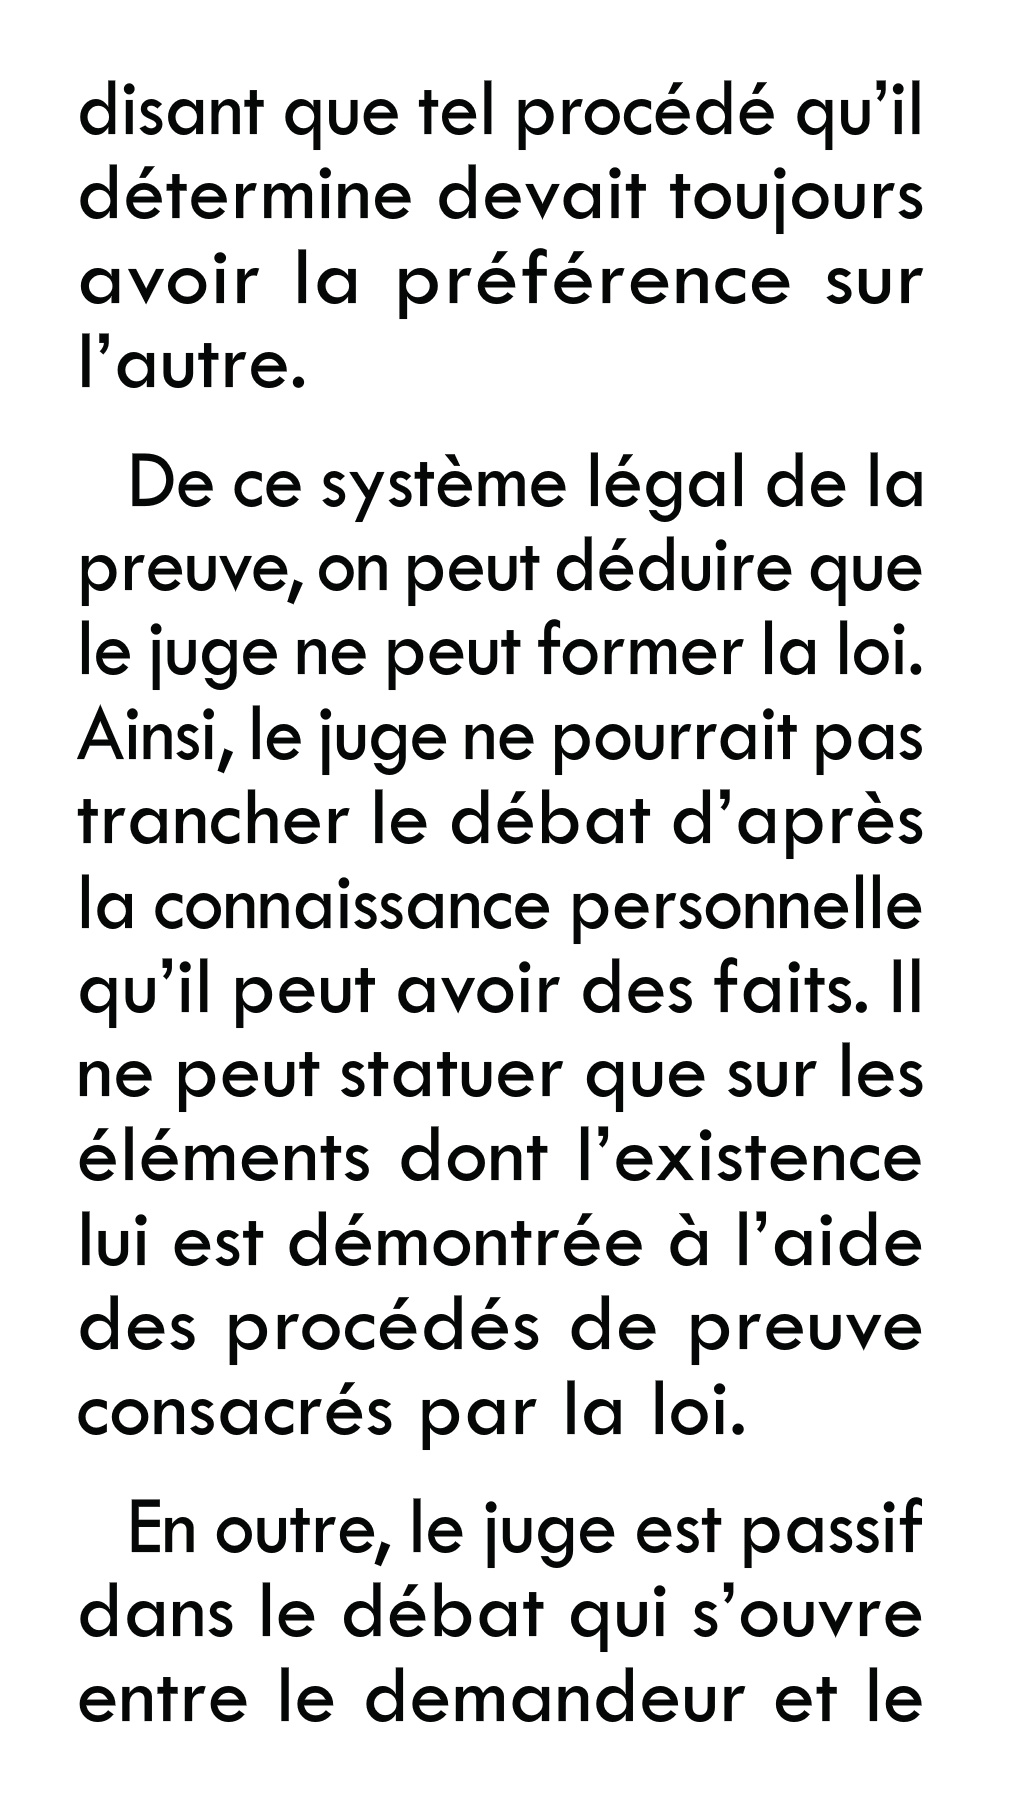 disant que tel procédé qu’il
détermine devait toujours
avoir la préférence sur
l’autre.
De ce système légal de la
preuve, on peut déduire que
le juge ne peut former la loi.
Ainsi, le juge ne pourrait pas
trancher le débat d’après
la connaissance personnelle
qu’il peut avoir des faits. Il
ne peut statuer que sur les
éléments dont l’existence
lui est démontrée à l’aide
des procédés de preuve
consacrés par la loi.
En outre, le juge est passif
dans le débat qui s’ouvre
entre le demandeur et le